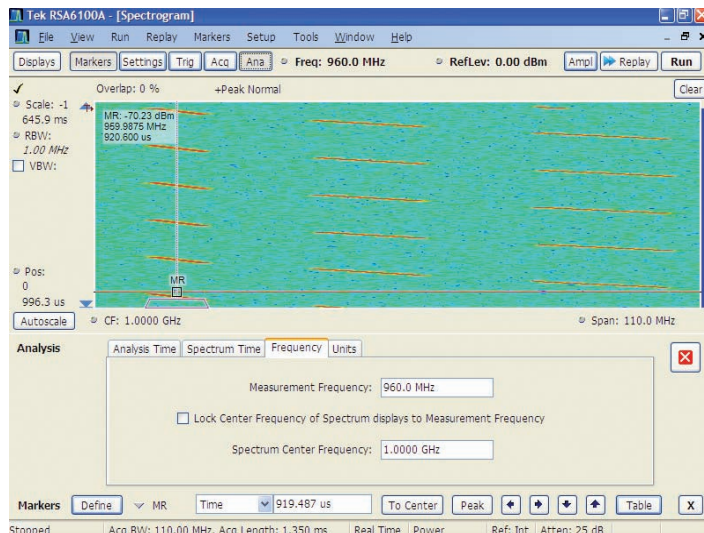 Tek RSA6100A - [Spectrogram]
File View Run Replay Markers Setup Tools Window Help
Displays Markers Settings Trig Acq Ana Freq: 960.0 MHz RefLev: 0.00 dBm Ampl Replay Run
Overlap: 0 % +Peak Normal Clear
Scale: -1
645.9 ms
RBW:
1.00 MHz
VBW:
MR: -70.23 dBm
959.9875 MHz
920.600 us
MR
Pos:
0
996.3 us
Autoscale CF: 1.0000 GHz Span: 110.0 MHz
Analysis
Analysis Time Spectrum Time Frequency Units
Measurement Frequency: 960.0 MHz
Lock Center Frequency of Spectrum displays to Measurement Frequency
Spectrum Center Frequency: 1.0000 GHz
Markers Define MR Time 919.487 us To Center Peak Table X
Stopped Acq BW: 110.00 MHz, Acq Length: 1.350 ms Real Time Power Ref: Int Atten: 25 dB